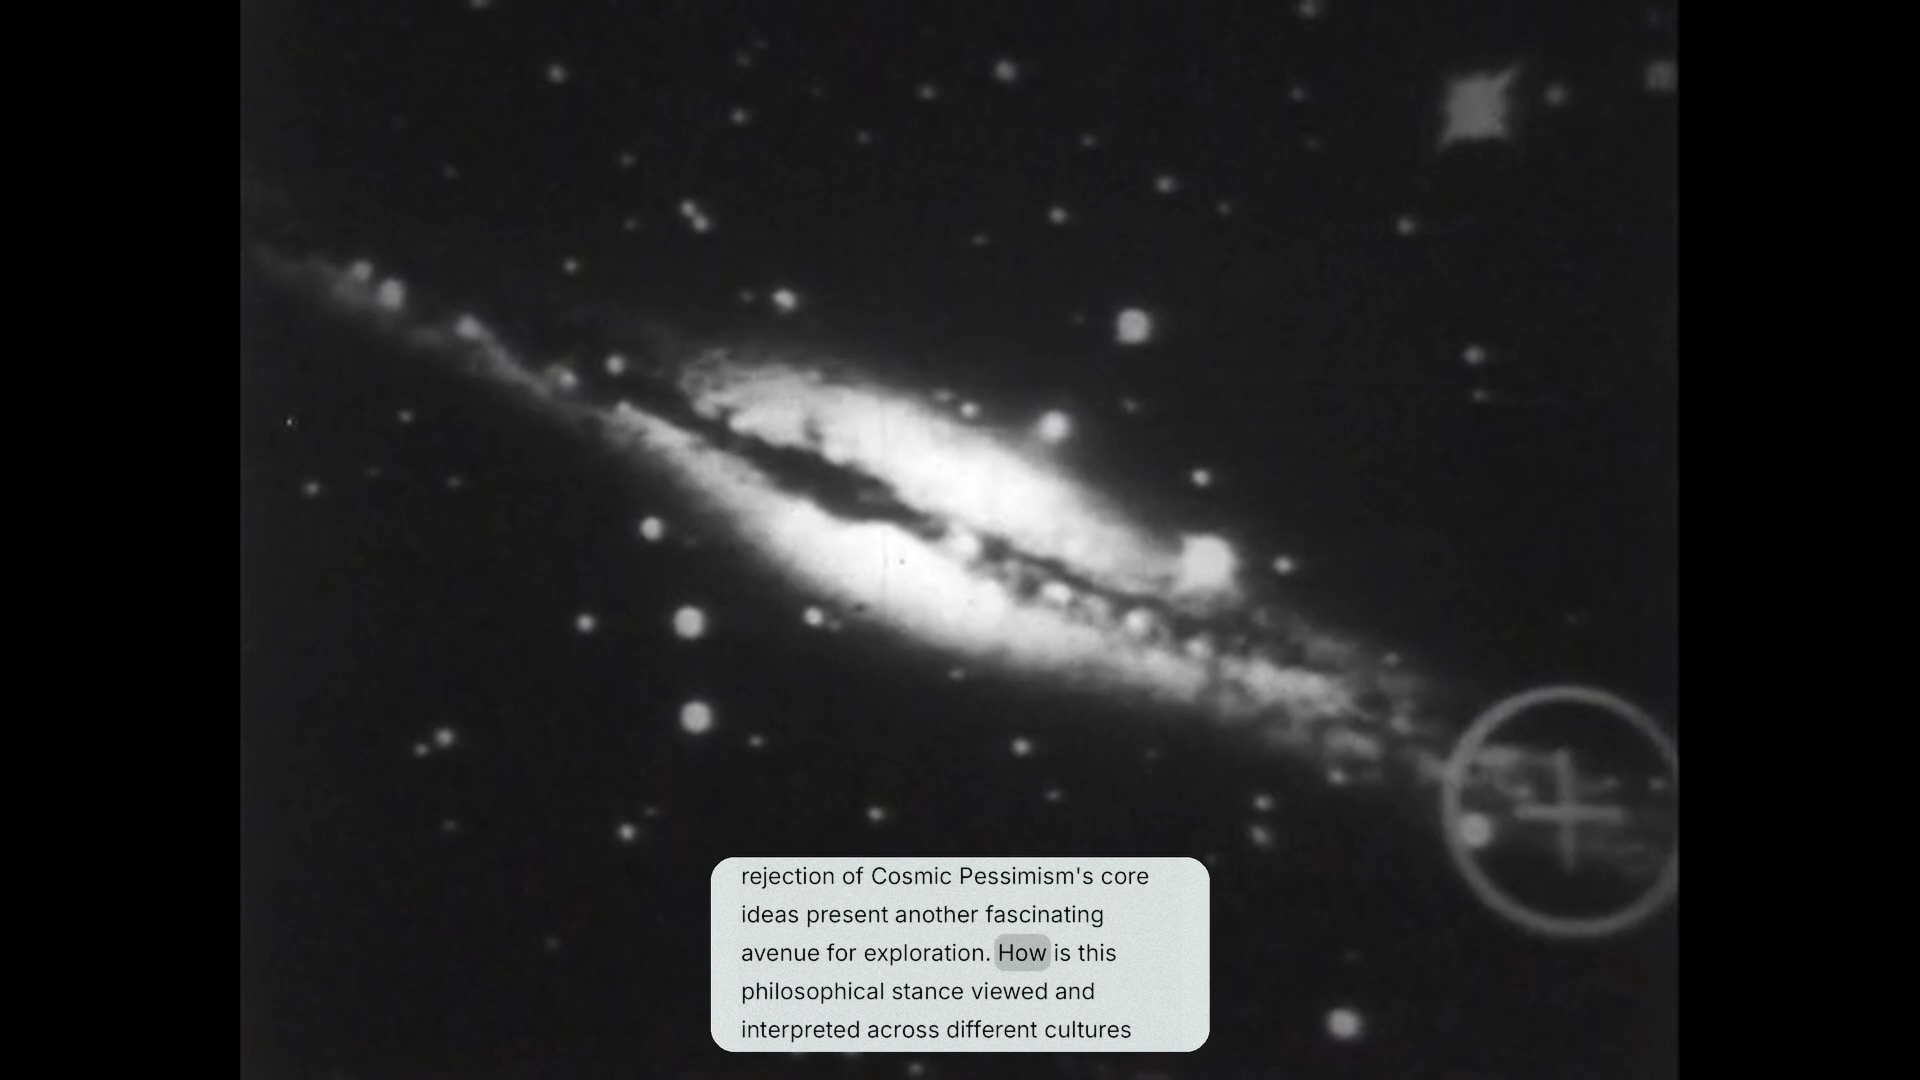 rejection of Cosmic Pessimism's core
ideas present another fascinating
avenue for exploration. How is this
philosophical stance viewed and
interpreted across different cultures